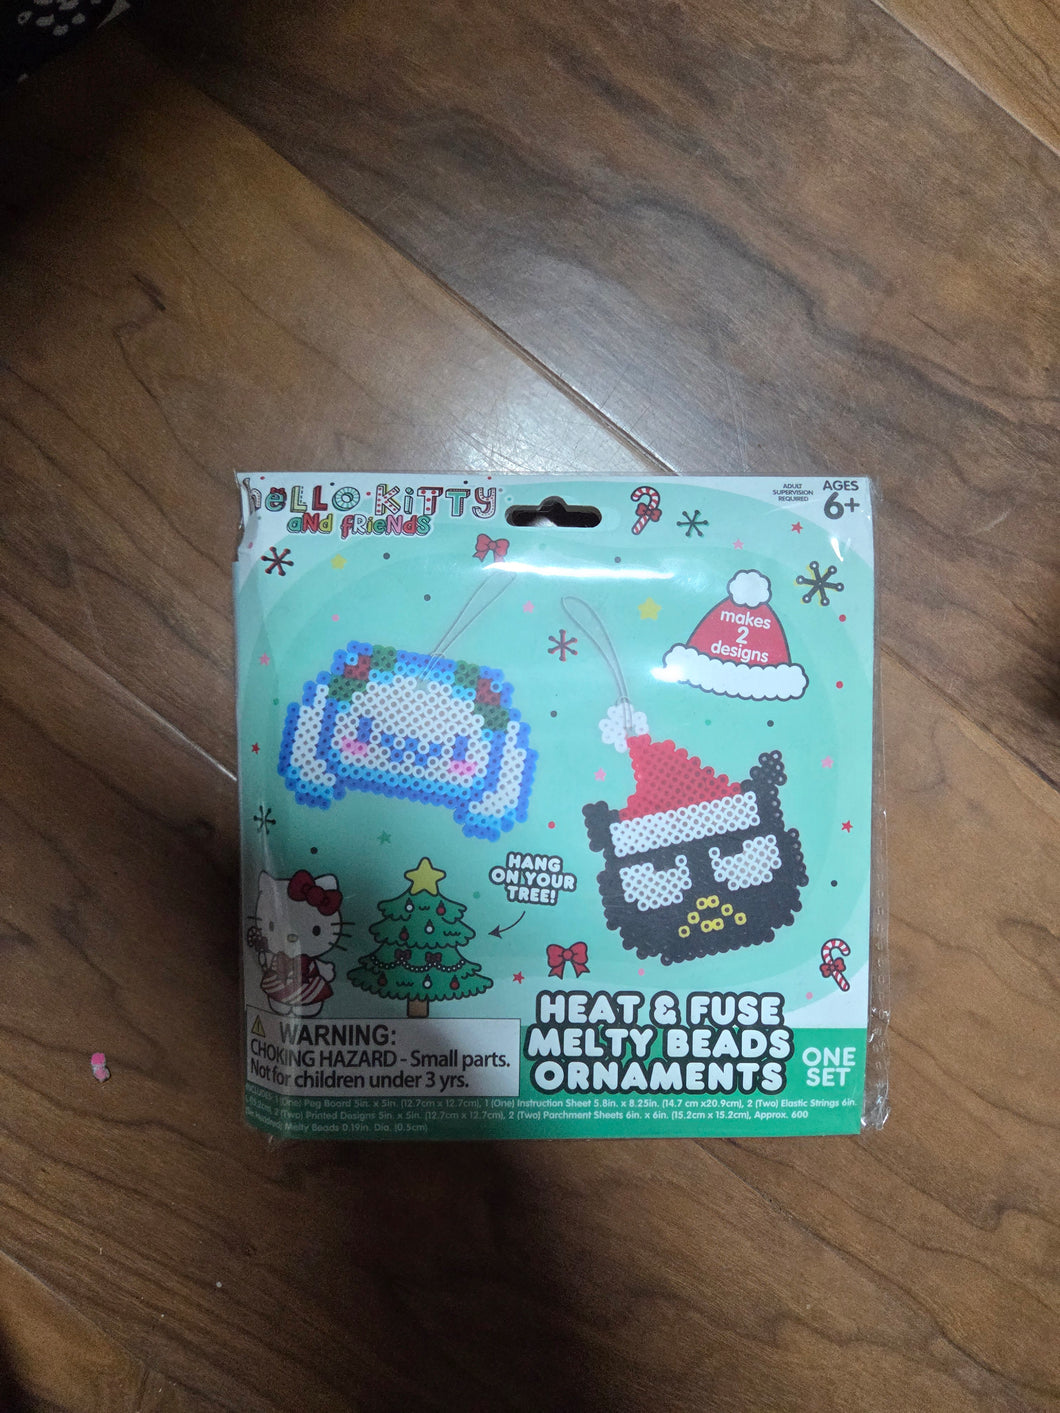 hELLO KiTTY
aNd fRieNdS
ADULT
SUPERVISION
REQUIRED
AGES
6+
makes
2
designs
HANG
ON YOUR
TREE!
HEAT & FUSE
MELTY BEADS
ORNAMENTS
ONE
SET
WARNING:
CHOKING HAZARD - Small parts.
Not for children under 3 yrs.
(One) Peg Board 5in. x 5in. (12.7cm x 12.7cm), 1 (One) Instruction Sheet 5.8in. x 8.25in. (14.7 cm x20.9cm), 2 (Two) Elastic Strings 6in.
2 (Two) Printed Designs 5in. x 5in. (12.7cm x 12.7cm), 2 (Two) Parchment Sheets 6in. x 6in. (15.2cm x 15.2cm), Approx. 600
Melty Beads 0.19in. Dia. (0.5cm)